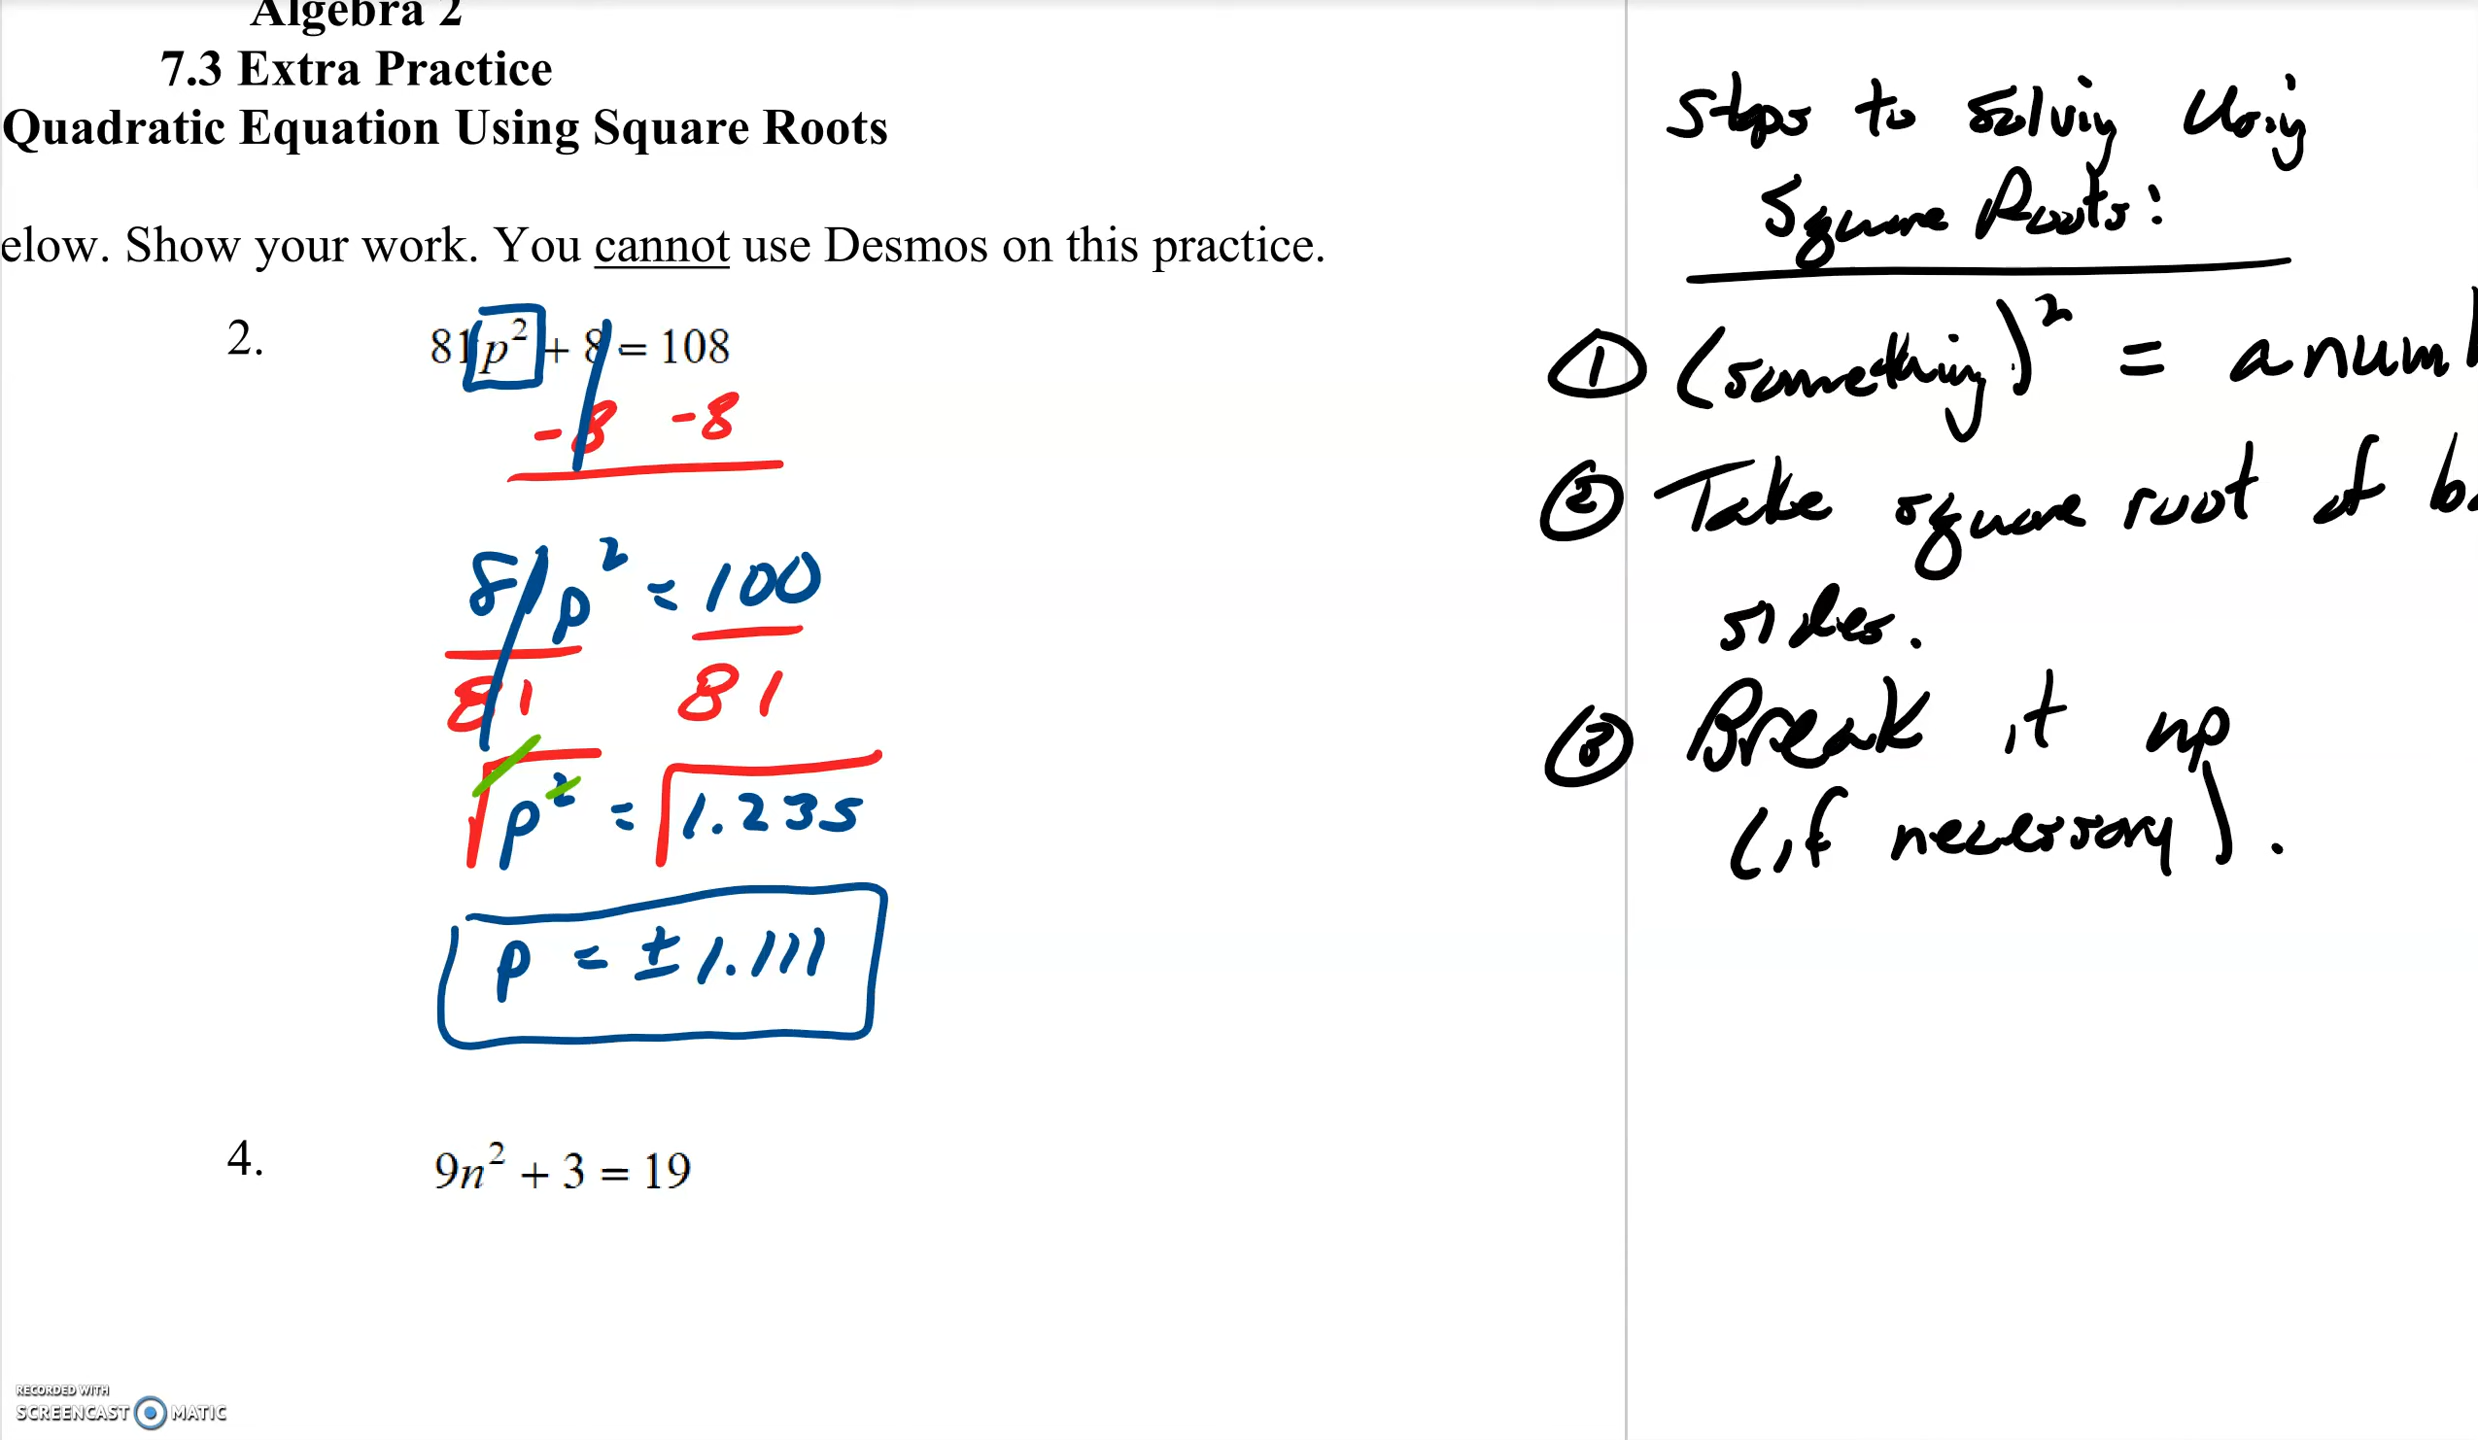 Algebra 2
7.3 Extra Practice
Quadratic Equation Using Square Roots
elow. Show your work. You cannot use Desmos on this practice.
2. 81p² + 8 = 108
-8 -8
81p² = 100
81 81
√p² = √1.235
p = ±1.111
4. 9n² + 3 = 19
Steps to solving Using
Square Roots:
① (something)² = a num
② Take square root of b
sides.
③ Break it up
(if necessary).
RECORDED WITH
SCREENCAST MATIC